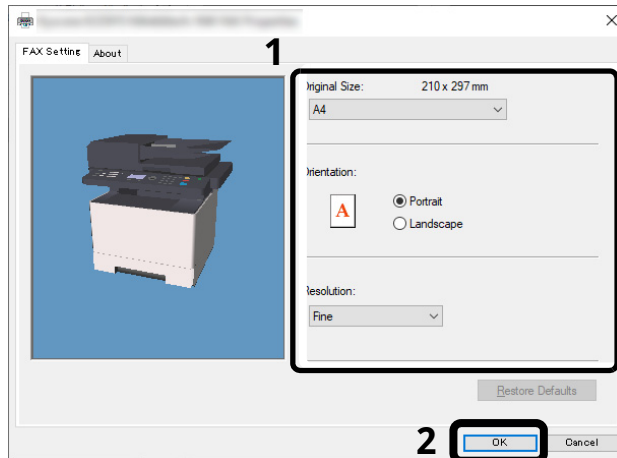 FAX Setting About
1
Original Size: 210 x 297 mm
A4
Orientation:
A
Portrait
Landscape
Resolution:
Fine
Restore Defaults
2 OK Cancel